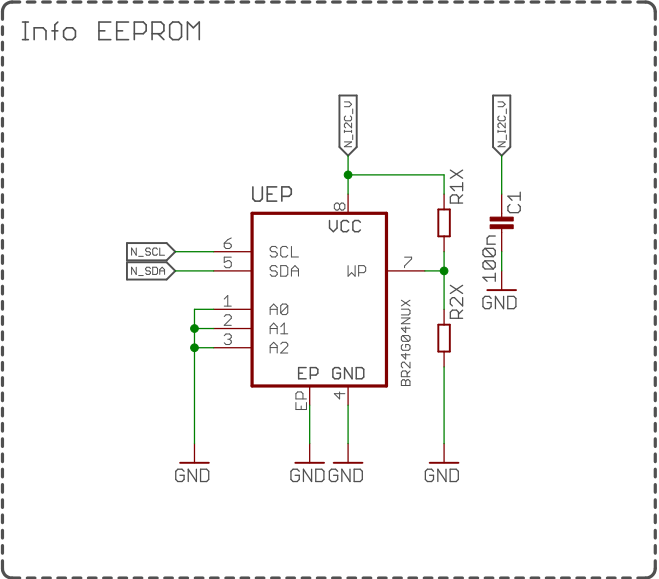 Info EEPROM
N_I2C_V
N_I2C_V
UEP
8
VCC
R1X
C1
100n
N_SCL
6
SCL
N_SDA
5
SDA
WP
7
GND
1
A0
2
A1
3
A2
R2X
BR24G04NUX
EP
GND
EP
4
GND
GND
GND
GND